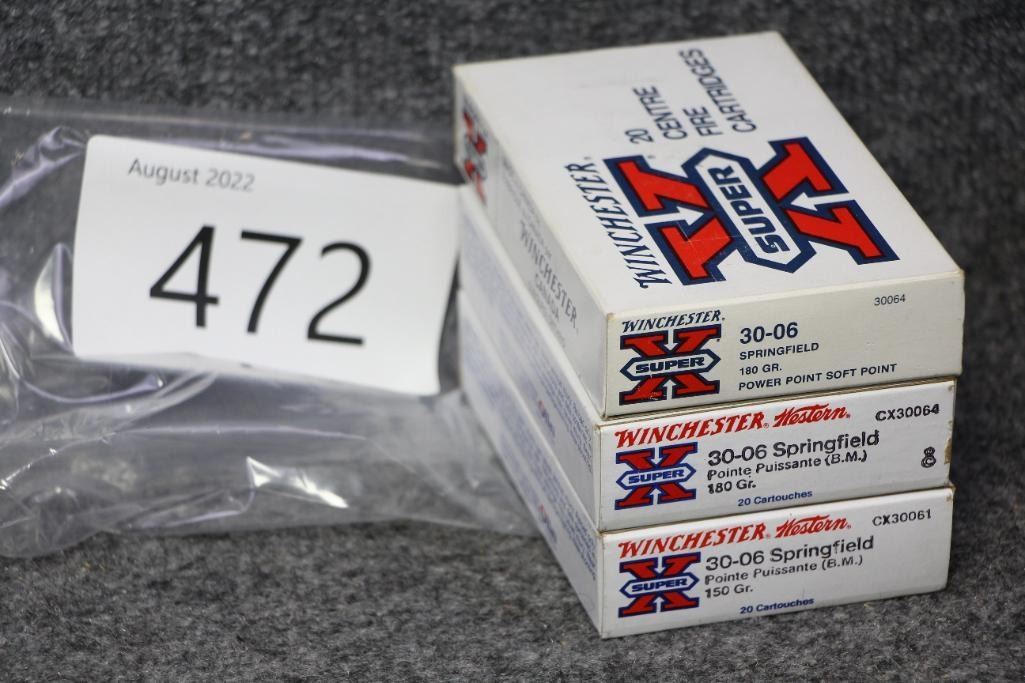 August 2022
472
20
CENTRE
FIRE
CARTRIDGES
WINCHESTER®
SUPER
X
WINCHESTER
CANADA
WINCHESTER®
SUPER
X
30064
30-06
SPRINGFIELD
180 GR.
POWER POINT SOFT POINT
WINCHESTER® Western®
CX30064
SUPER
X
30-06 Springfield
Pointe Puissante (B.M.)
180 Gr.
20 Cartouches
8
WINCHESTER® Western®
CX30061
SUPER
X
30-06 Springfield
Pointe Puissante (B.M.)
150 Gr.
20 Cartouches